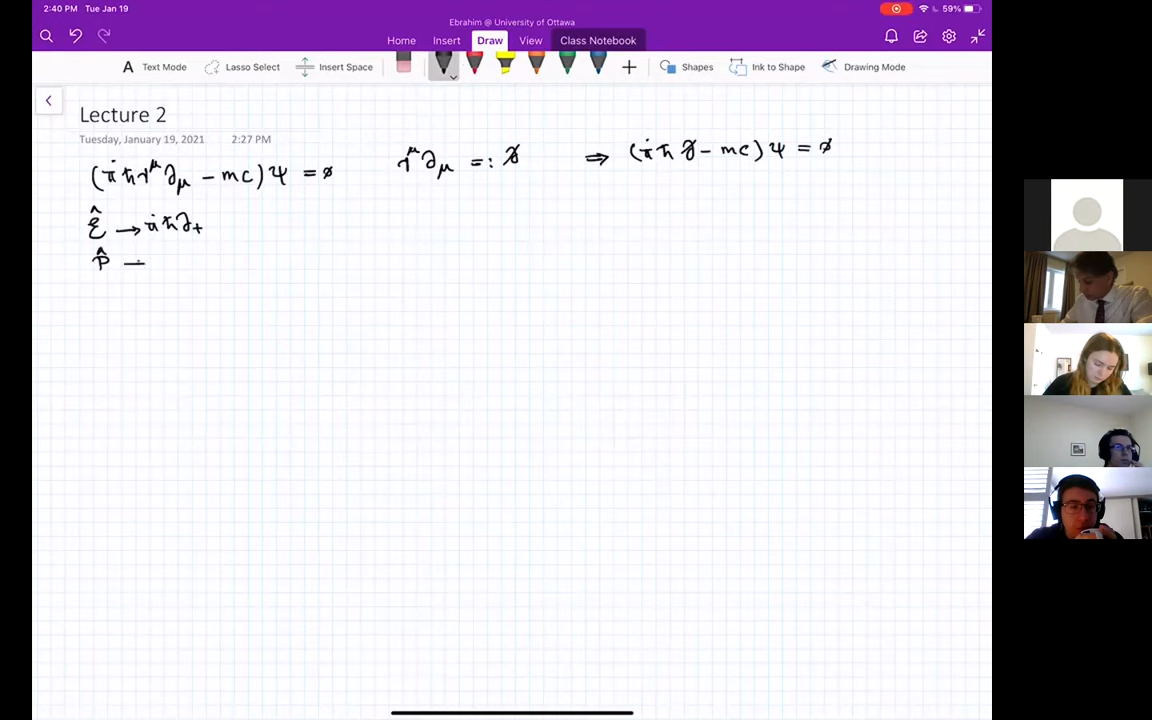 2:40 PM Tue Jan 19
59%
Ebrahim @ University of Ottawa
Home Insert Draw View Class Notebook
A Text Mode Lasso Select Insert Space Shapes Ink to Shape Drawing Mode
Lecture 2
Tuesday, January 19, 2021 2:27 PM
(iħγ^μ ∂_μ - mc)Ψ = 0 γ^μ ∂_μ =: ∂̸ ⇒ (iħ∂̸ - mc)Ψ = 0
Ê → iħ∂_t
p̂ —